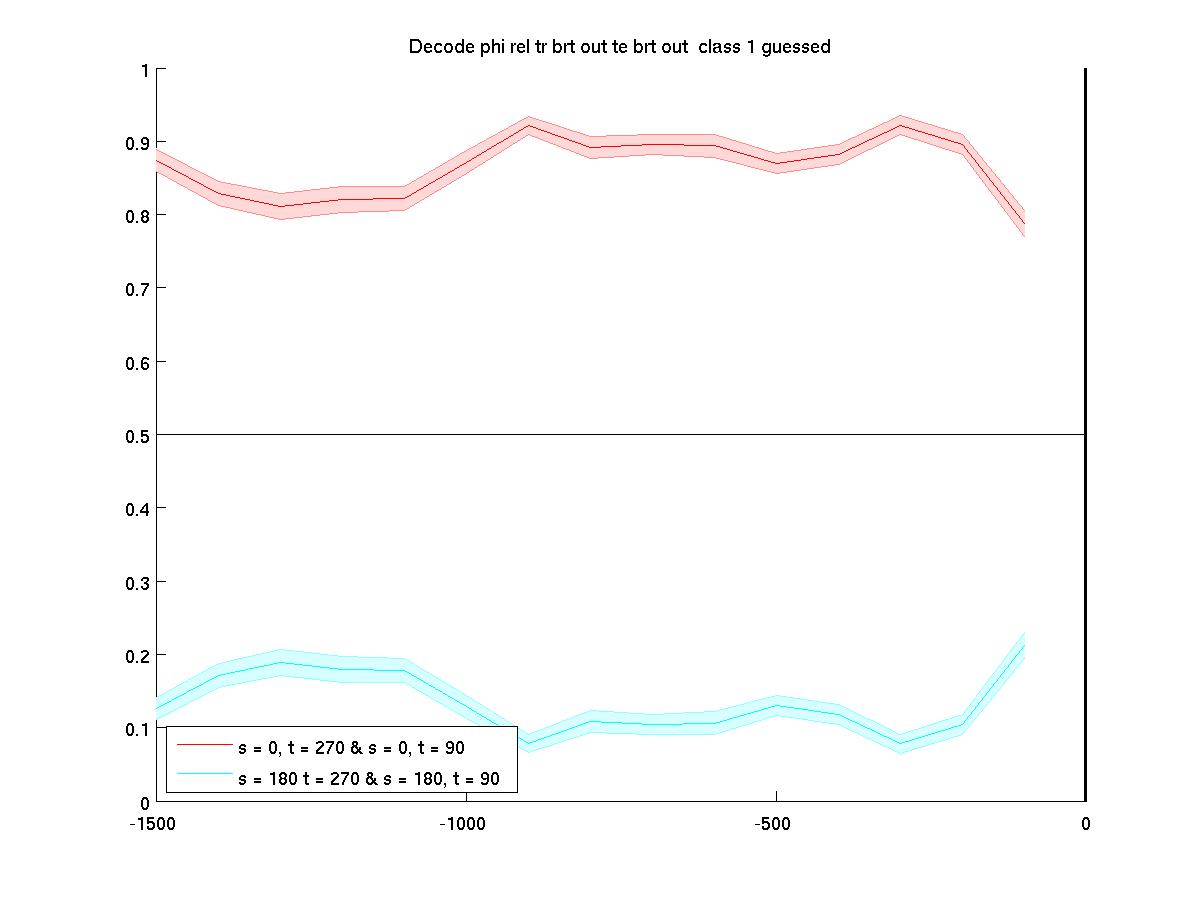 Decode phi rel tr brt out te brt out  class 1 guessed
1
0.9
0.8
0.7
0.6
0.5
0.4
0.3
0.2
0.1
0
s = 0, t = 270 & s = 0, t = 90
s = 180 t = 270 & s = 180, t = 90
-1500 -1000 -500 0